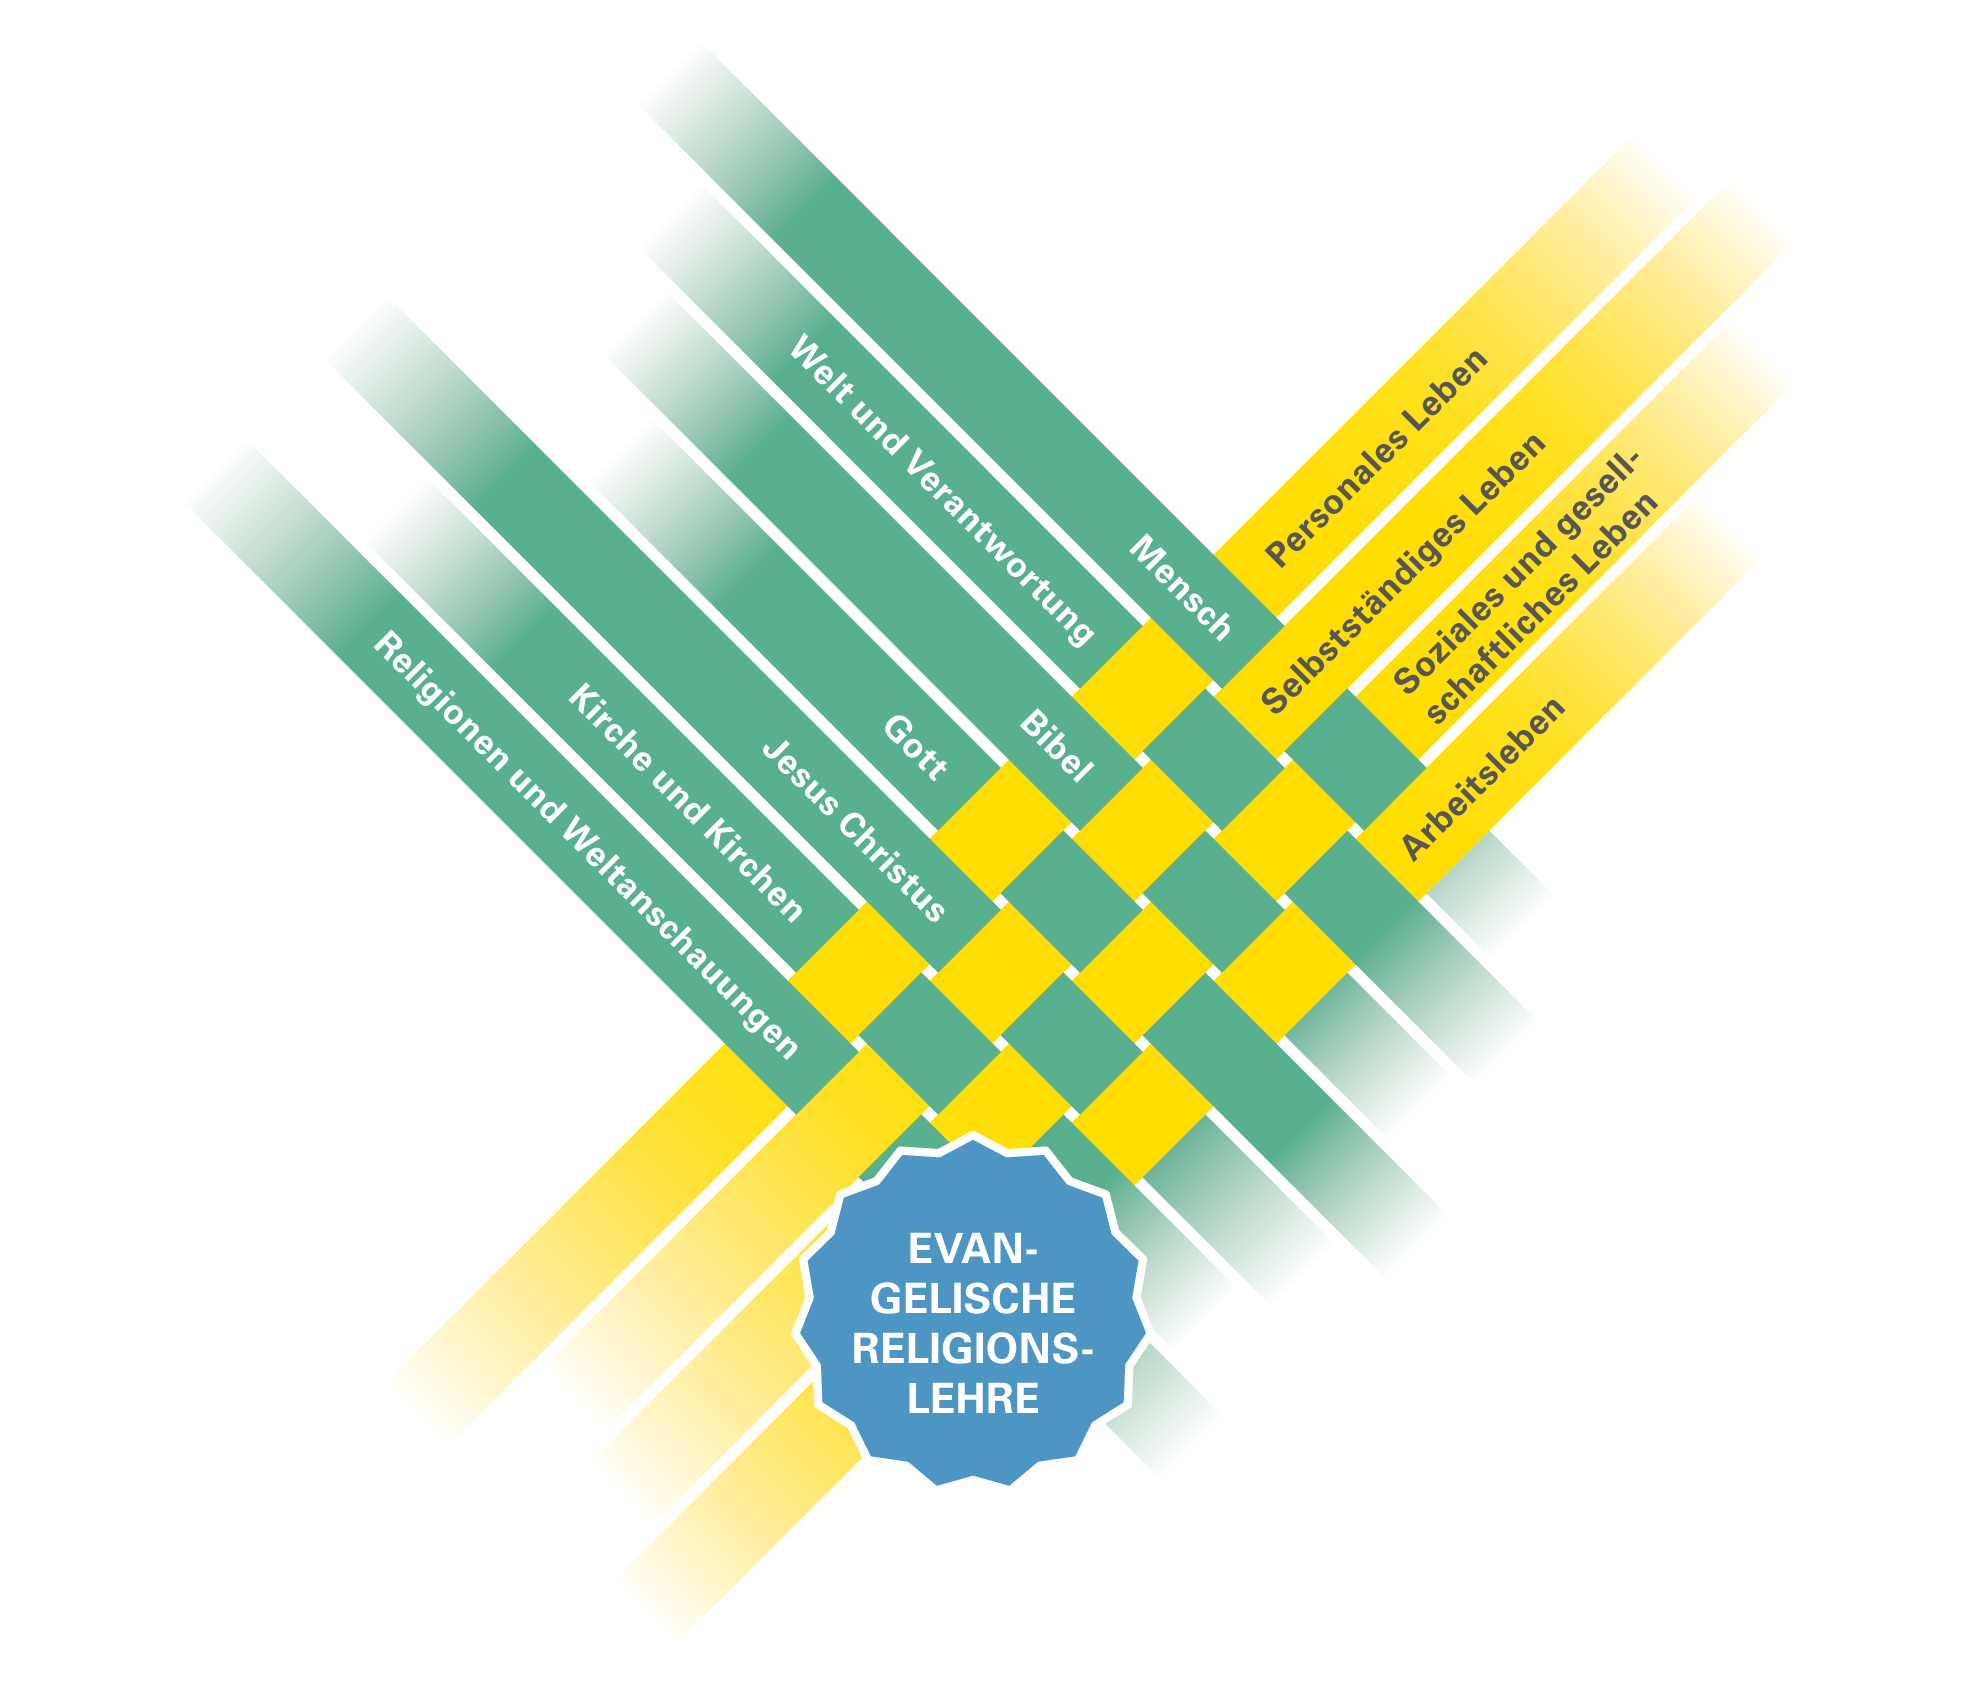 Mensch
Welt und Verantwortung
Bibel
Gott
Jesus Christus
Kirche und Kirchen
Religionen und Weltanschauungen
Personales Leben
Selbstständiges Leben
Soziales und gesell-
schaftliches Leben
Arbeitsleben
EVAN-
GELISCHE
RELIGIONS-
LEHRE